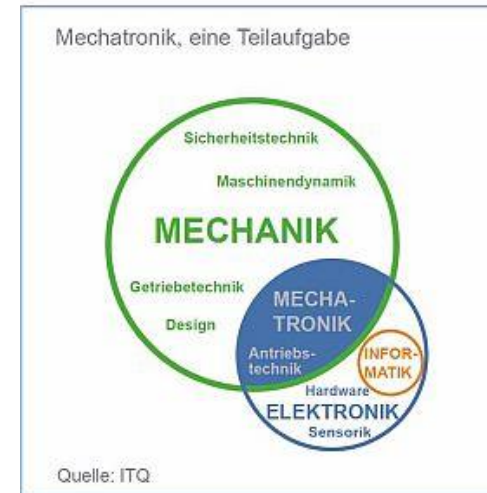 Mechatronik, eine Teilaufgabe
Sicherheitstechnik
Maschinendynamik
MECHANIK
Getriebetechnik
Design
MECHA-
TRONIK
Antriebs-
technik
INFOR-
MATIK
Hardware
ELEKTRONIK
Sensorik
Quelle: ITQ